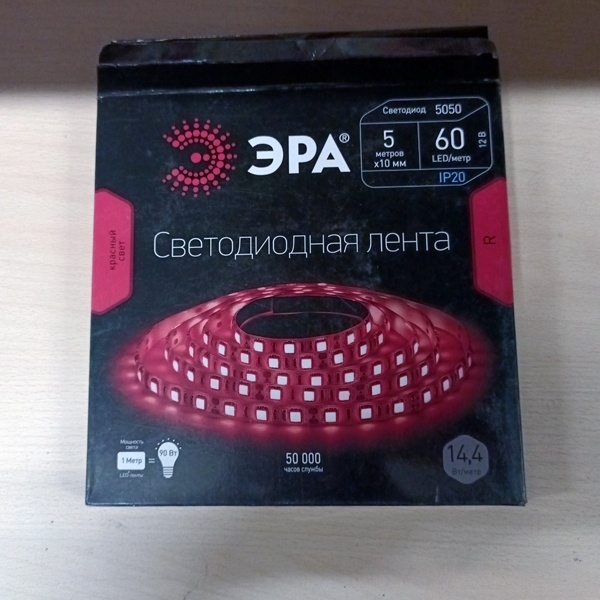 Светодиод 5050
ЭРА®
5
метров
х10 мм
60
LED/метр
12 В
IP20
красный
свет
Светодиодная лента
R
Мощность
света
1 Метр = 90 Вт
LED-ленты
50 000
часов службы
14,4
Вт/метр